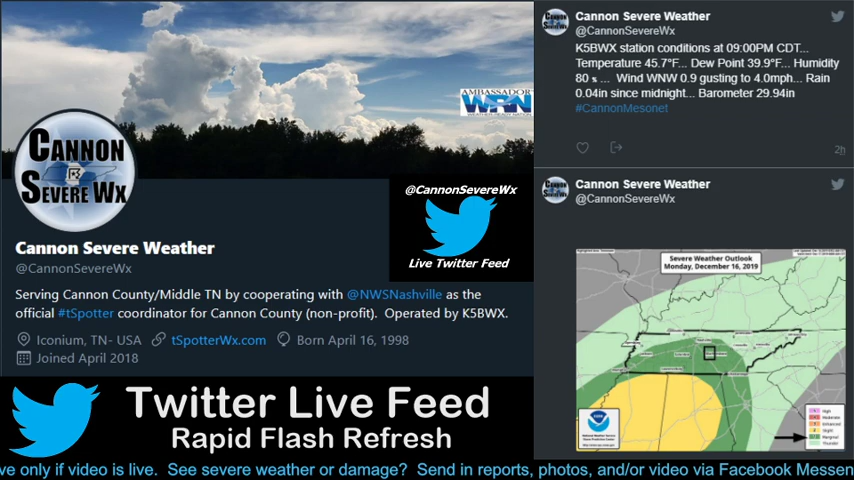 AMBASSADOR
WRN
CANNON
SEVERE WX
@CannonSevereWx
Live Twitter Feed
Cannon Severe Weather
@CannonSevereWx
Serving Cannon County/Middle TN by cooperating with @NWSNashville as the
official #tSpotter coordinator for Cannon County (non-profit). Operated by K5BWX.
Iconium, TN- USA tSpotterWx.com Born April 16, 1998
Joined April 2018
Twitter Live Feed
Rapid Flash Refresh
Cannon Severe Weather
@CannonSevereWx
K5BWX station conditions at 09:00PM CDT...
Temperature 45.7°F... Dew Point 39.9°F... Humidity
80 % ... Wind WNW 0.9 gusting to 4.0mph... Rain
0.04in since midnight... Barometer 29.94in
#CannonMesonet
2h
Cannon Severe Weather
@CannonSevereWx
Severe Weather Outlook
Monday, December 16, 2019
High
Moderate
Enhanced
Slight
Marginal
Thunder
ve only if video is live. See severe weather or damage? Send in reports, photos, and/or video via Facebook Messen